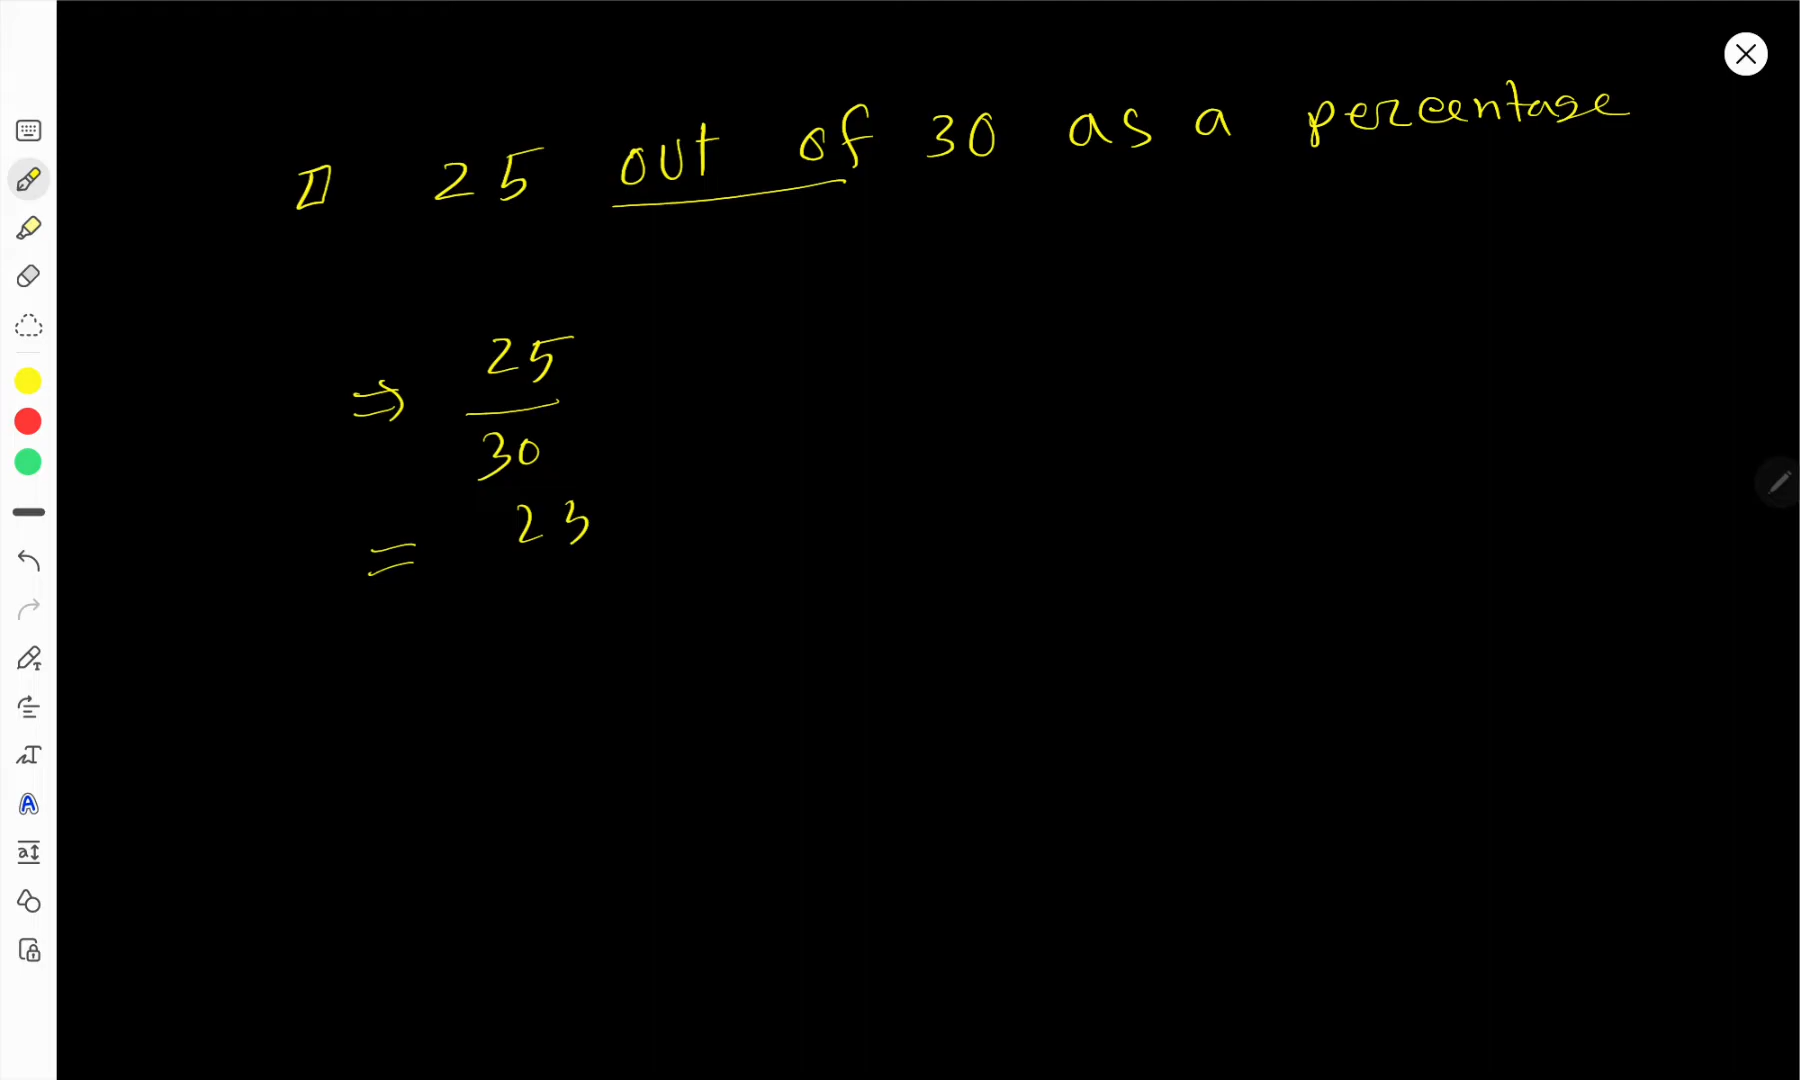 25 out of 30 as a percentage
⇒ 25
30
= 23